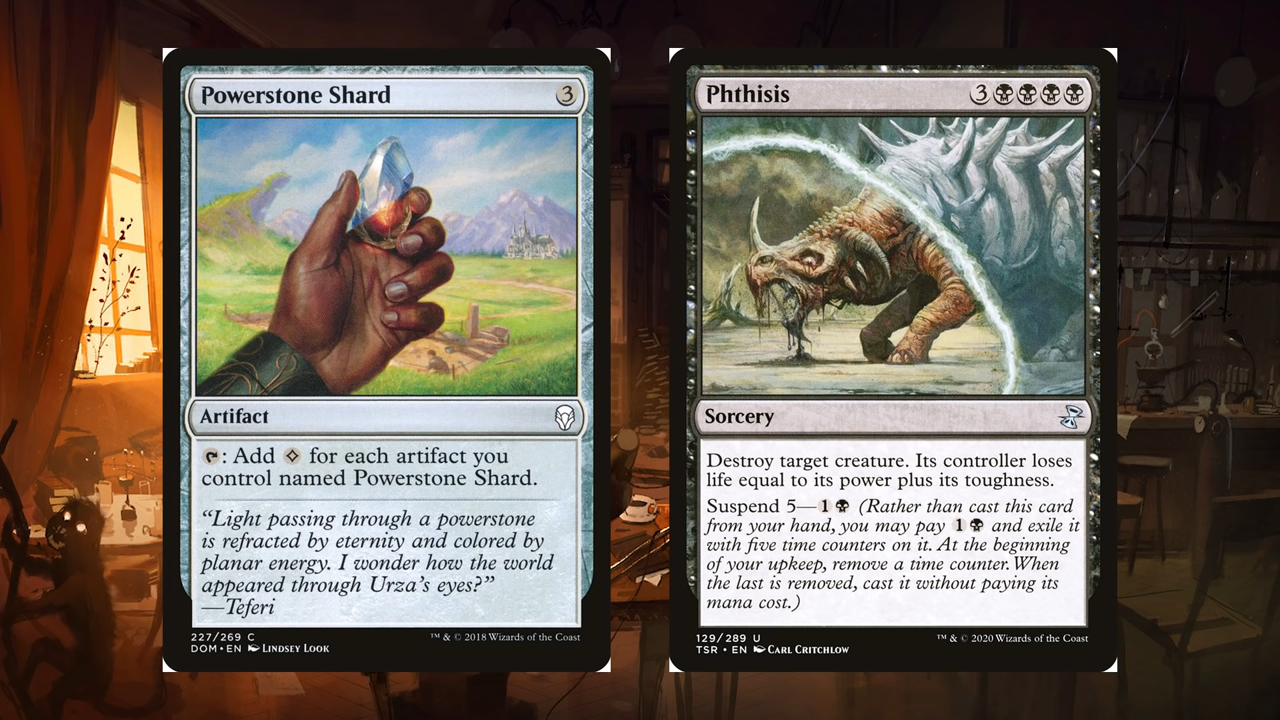 Powerstone Shard 3
Artifact
: Add for each artifact you
control named Powerstone Shard.
“Light passing through a powerstone
is refracted by eternity and colored by
planar energy. I wonder how the world
appeared through Urza’s eyes?”
—Teferi
227/269 C
DOM • EN LINDSEY LOOK
™ & © 2018 Wizards of the Coast
Phthisis 3
Sorcery
Destroy target creature. Its controller loses
life equal to its power plus its toughness.
Suspend 5—1 (Rather than cast this card
from your hand, you may pay 1 and exile it
with five time counters on it. At the beginning
of your upkeep, remove a time counter. When
the last is removed, cast it without paying its
mana cost.)
129/289 U
TSR • EN CARL CRITCHLOW
™ & © 2020 Wizards of the Coast